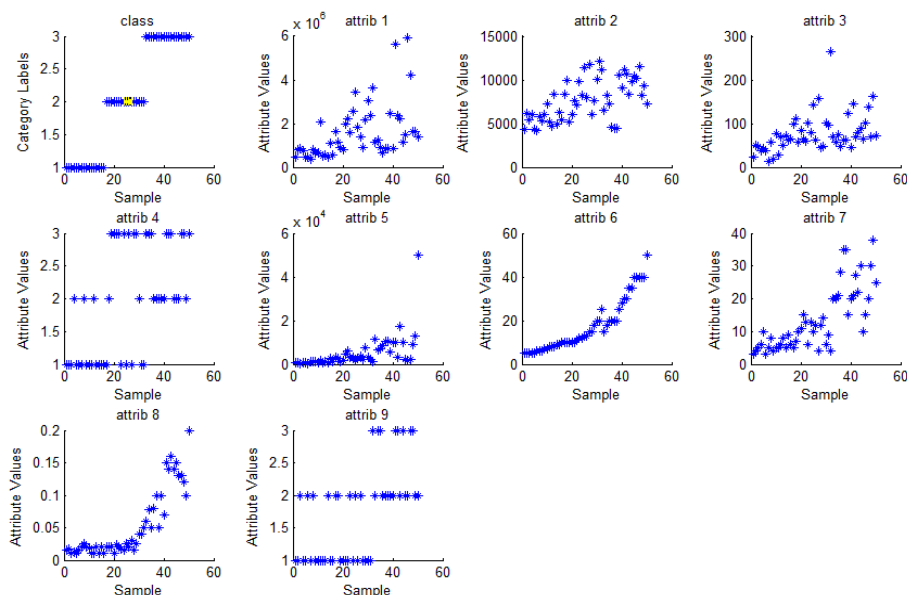 class
Category Labels
3
2.5
2
1.5
1
0 20 40 60
Sample
attrib 1
× 10^6
Attribute Values
6
4
2
0
0 20 40 60
Sample
attrib 2
Attribute Values
15000
10000
5000
0
0 20 40 60
Sample
attrib 3
Attribute Values
300
200
100
0
0 20 40 60
Sample
attrib 4
Attribute Values
3
2.5
2
1.5
1
0 20 40 60
Sample
attrib 5
× 10^4
Attribute Values
6
4
2
0
0 20 40 60
Sample
attrib 6
Attribute Values
60
40
20
0
0 20 40 60
Sample
attrib 7
Attribute Values
40
30
20
10
0
0 20 40 60
Sample
attrib 8
Attribute Values
0.2
0.15
0.1
0.05
0
0 20 40 60
Sample
attrib 9
Attribute Values
3
2.5
2
1.5
1
0 20 40 60
Sample